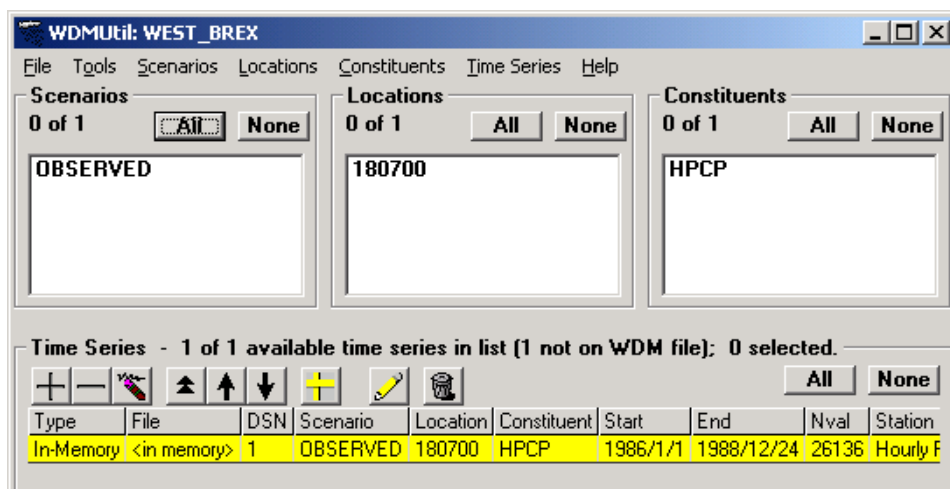 WDMUtil: WEST_BREX
File Tools Scenarios Locations Constituents Time Series Help
Scenarios Locations Constituents
0 of 1 All None 0 of 1 All None 0 of 1 All None
OBSERVED 180700 HPCP
Time Series - 1 of 1 available time series in list (1 not on WDM file); 0 selected.
All None
Type File DSN Scenario Location Constituent Start End Nval Station
In-Memory <in memory> 1 OBSERVED 180700 HPCP 1986/1/1 1988/12/24 26136 Hourly